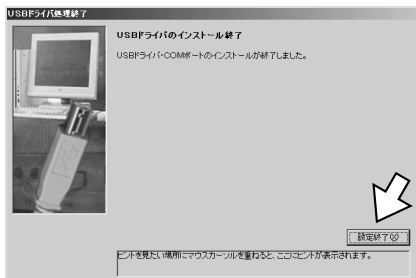 USBドライバ処理終了
USBドライバのインストール終了
USBドライバ・COMポートのインストールが終了しました。
設定終了(X)
ヒントを見たい場所にマウスカーソルを重ねると、ここにヒントが表示されます。